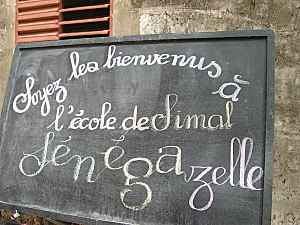 Soyez les bienvenus à
l'école de Simal
Sénégazelle